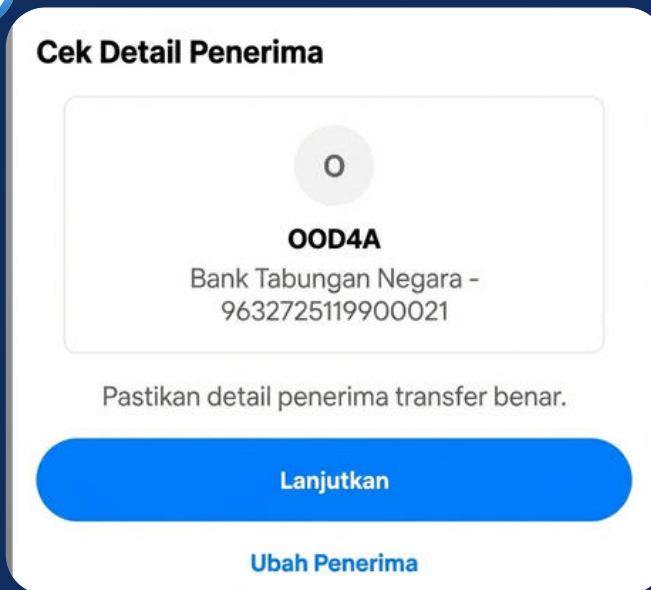 Cek Detail Penerima
O
OOD4A
Bank Tabungan Negara -
9632725119900021
Pastikan detail penerima transfer benar.
Lanjutkan
Ubah Penerima